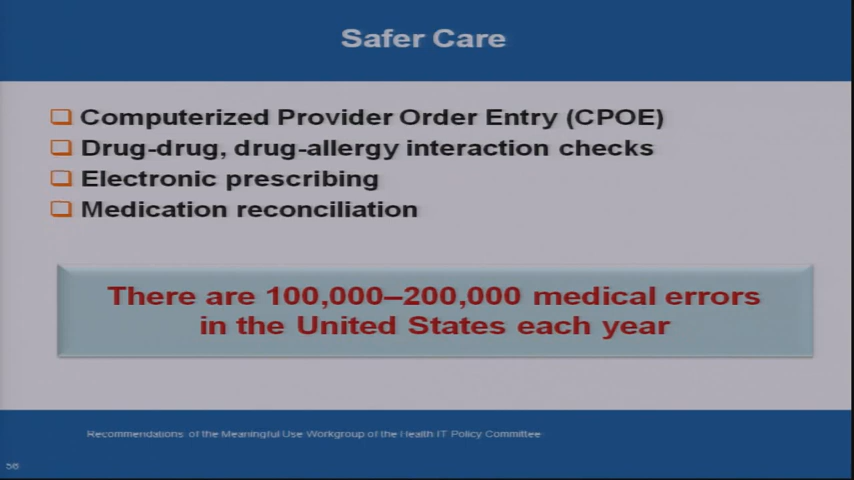 Safer Care
Computerized Provider Order Entry (CPOE)
Drug-drug, drug-allergy interaction checks
Electronic prescribing
Medication reconciliation
There are 100,000–200,000 medical errors
in the United States each year
Recommendations of the Meaningful Use Workgroup of the Health IT Policy Committee
56